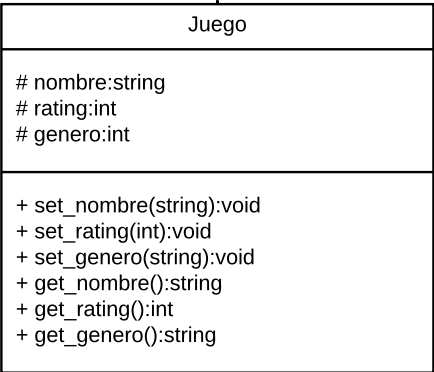 Juego
# nombre:string
# rating:int
# genero:int
+ set_nombre(string):void
+ set_rating(int):void
+ set_genero(string):void
+ get_nombre():string
+ get_rating():int
+ get_genero():string